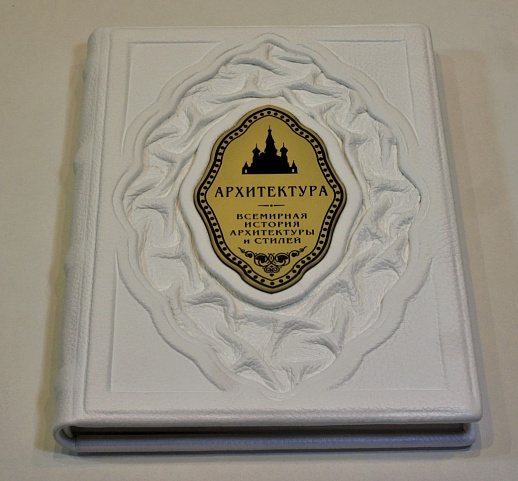 АРХИТЕКТУРА
ВСЕМИРНАЯ
ИСТОРИЯ
АРХИТЕКТУРЫ
И СТИЛЕЙ